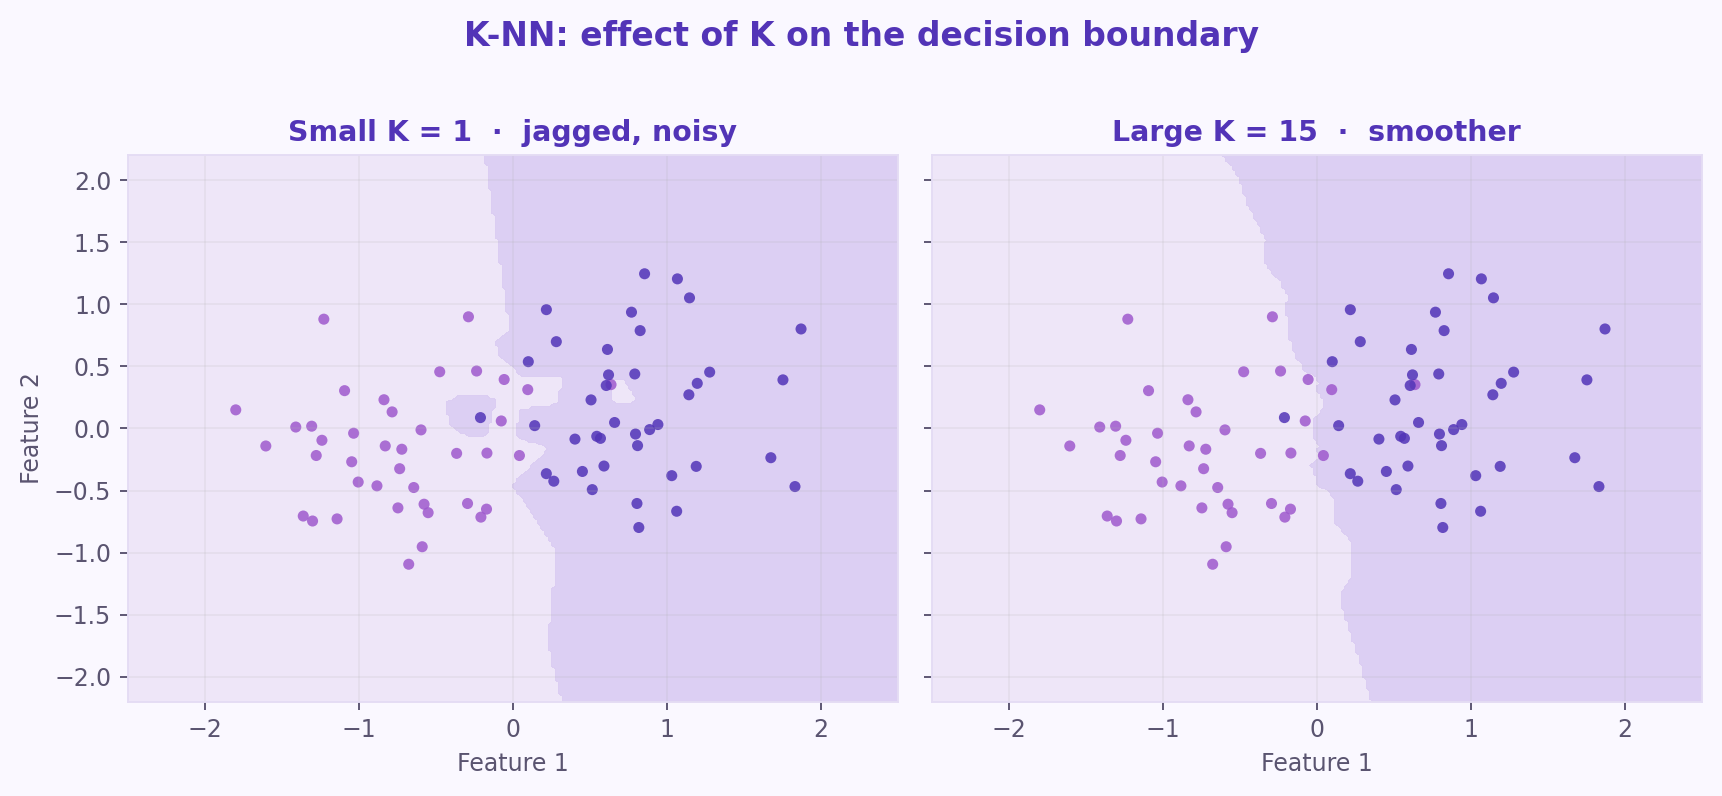 K-NN: effect of K on the decision boundary
Small K = 1  ·  jagged, noisy
Large K = 15  ·  smoother
Feature 2
2.0
1.5
1.0
0.5
0.0
−0.5
−1.0
−1.5
−2.0
−2 −1 0 1 2
−2 −1 0 1 2
Feature 1
Feature 1